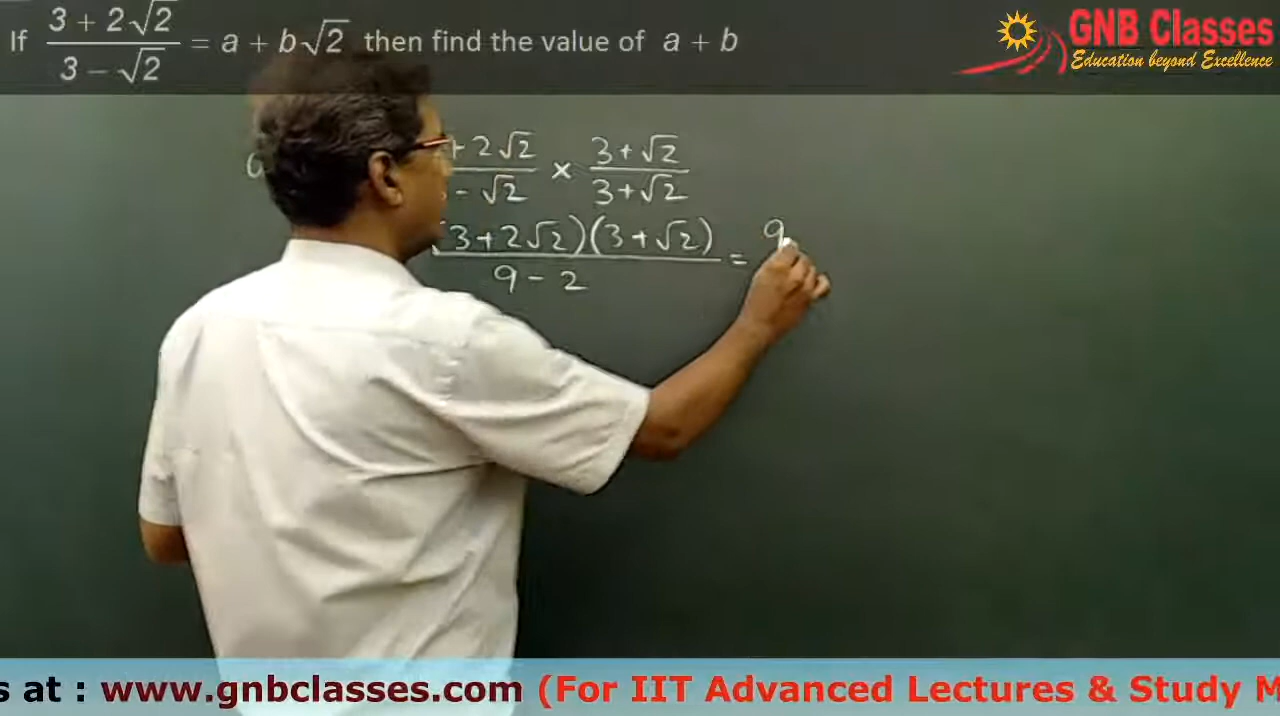 If (3 + 2√2)/(3 − √2) = a + b√2 then find the value of a + b
GNB Classes
Education beyond Excellence
+ 2√2 / − √2 × (3 + √2)/(3 + √2)
(3 + 2√2)(3 + √2) / 9 − 2 = 9
s at : www.gnbclasses.com (For IIT Advanced Lectures & Study M